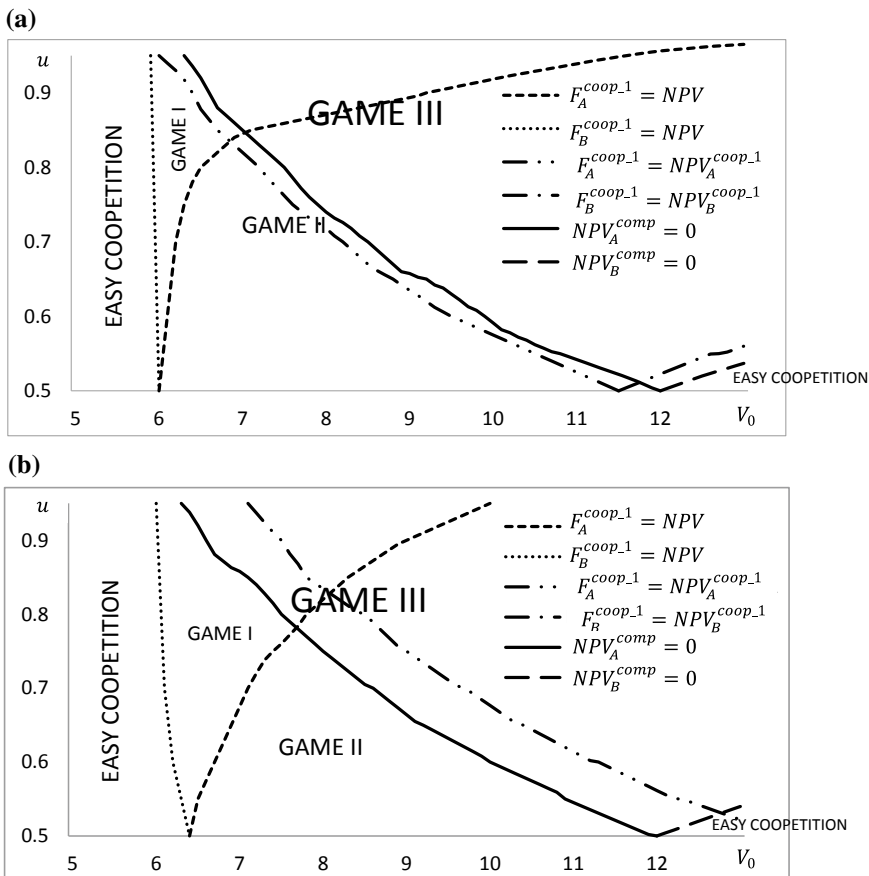 (a)
u
0.9
0.8
0.7
0.6
0.5
5 6 7 8 9 10 11 12 V₀
EASY COOPETITION
GAME I
GAME II
GAME III
EASY COOPETITION
F_A^{coop_1} = NPV
F_B^{coop_1} = NPV
F_A^{coop_1} = NPV_A^{coop_1}
F_B^{coop_1} = NPV_B^{coop_1}
NPV_A^{comp} = 0
NPV_B^{comp} = 0
(b)
u
0.9
0.8
0.7
0.6
0.5
5 6 7 8 9 10 11 12 V₀
EASY COOPETITION
GAME I
GAME II
GAME III
EASY COOPETITION
F_A^{coop_1} = NPV
F_B^{coop_1} = NPV
F_A^{coop_1} = NPV_A^{coop_1}
F_B^{coop_1} = NPV_B^{coop_1}
NPV_A^{comp} = 0
NPV_B^{comp} = 0